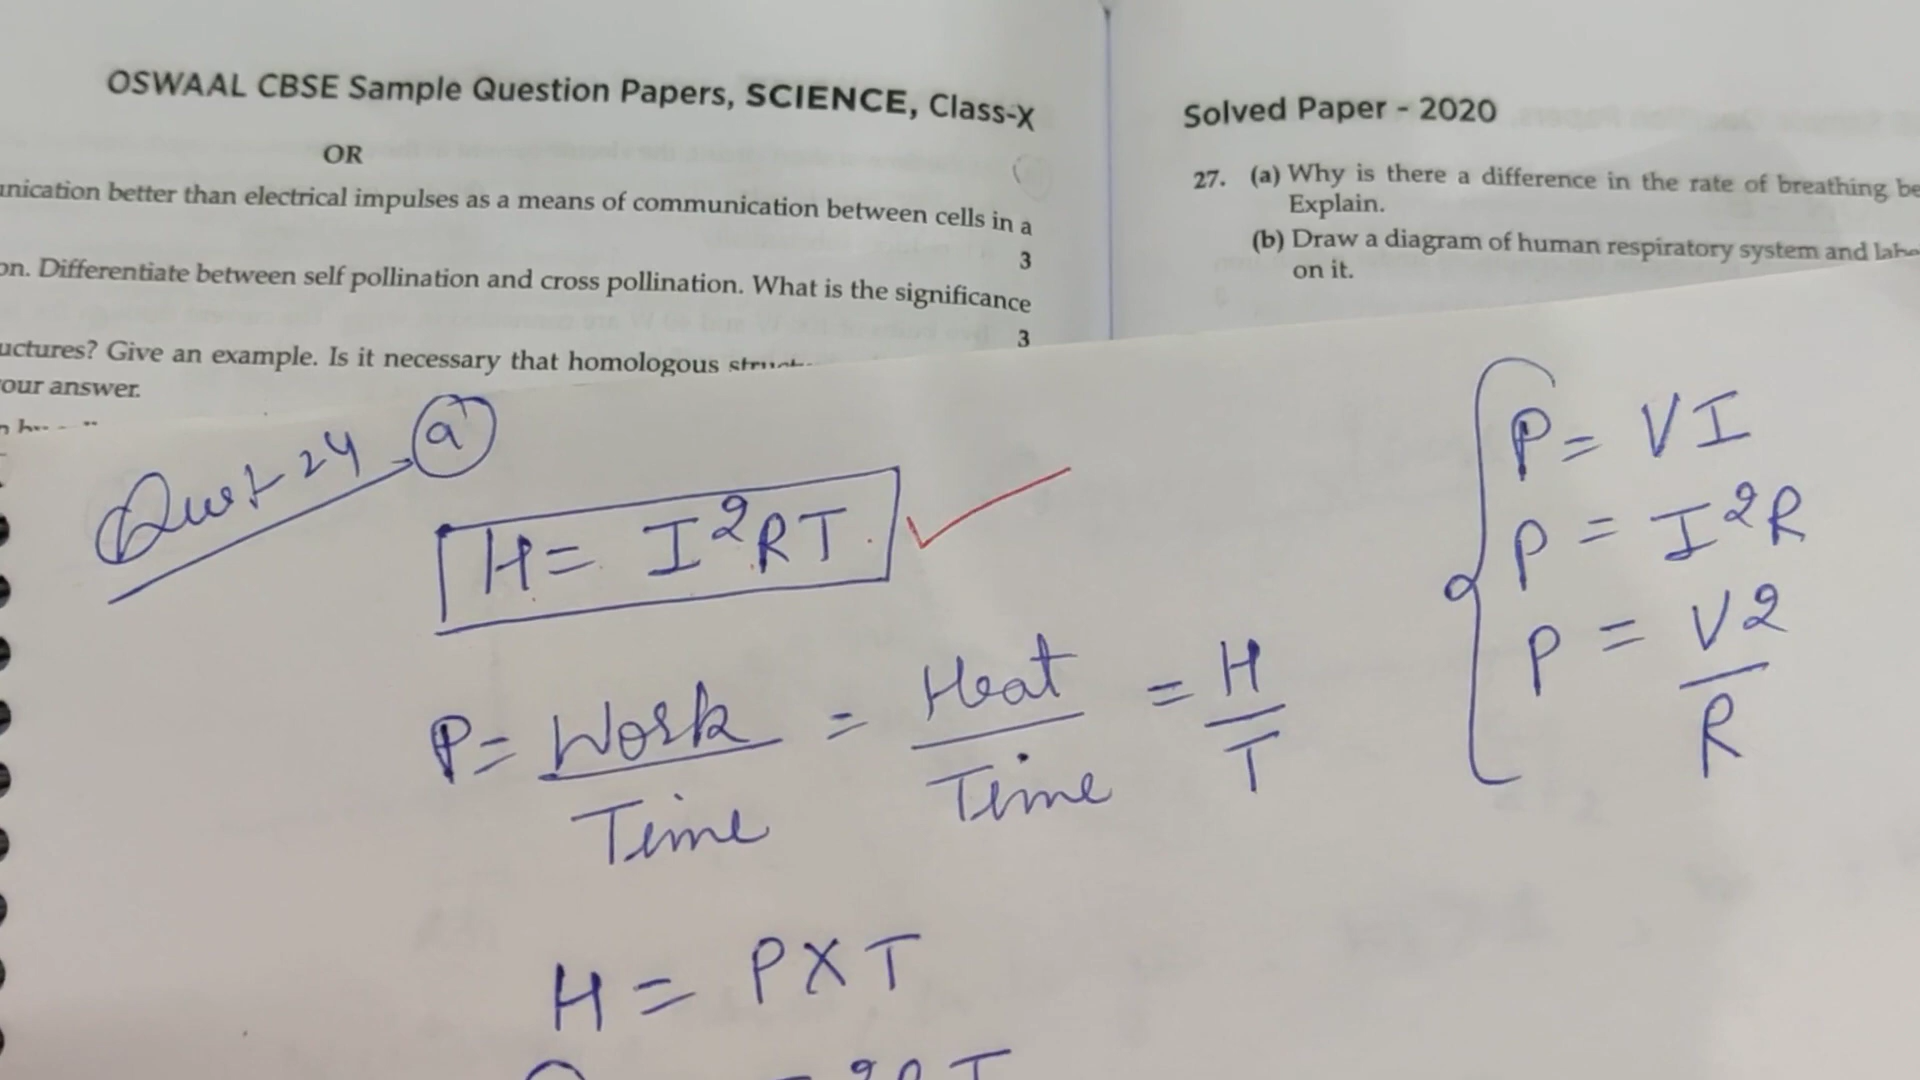 OSWAAL CBSE Sample Question Papers, SCIENCE, Class-X
OR
nication better than electrical impulses as a means of communication between cells in a
3
on. Differentiate between self pollination and cross pollination. What is the significance
3
uctures? Give an example. Is it necessary that homologous
our answer.
Solved Paper - 2020
27. (a) Why is there a difference in the rate of breathing be
Explain.
(b) Draw a diagram of human respiratory system and labe
on it.
24 a
H = I²RT
P = Work / Time = Heat / Time = H / T
H = P X T
P = VI
P = I²R
P = V2 / R